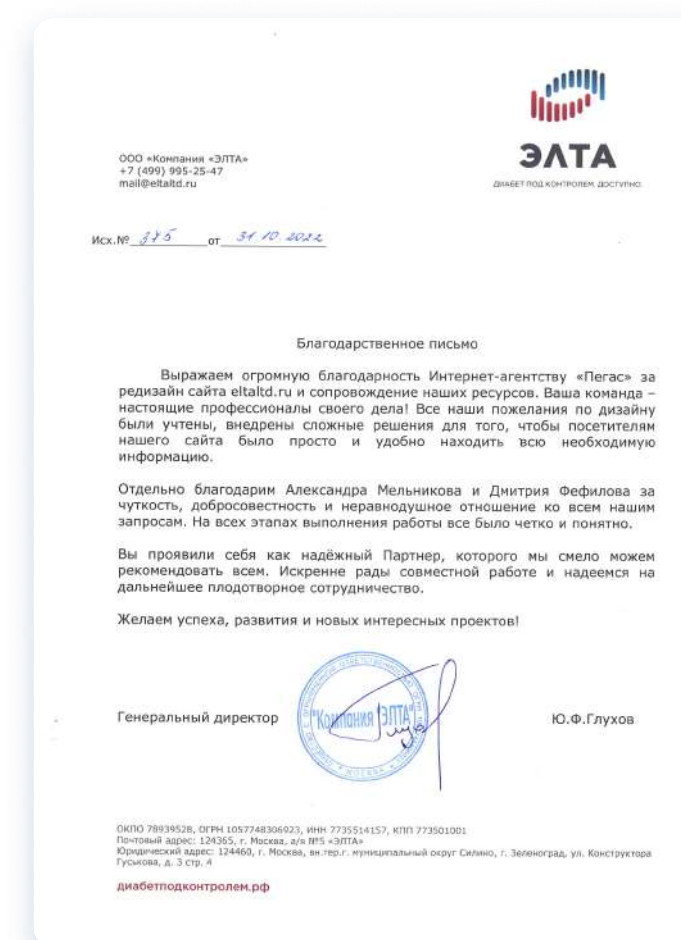 ЭЛТА
ДИАБЕТ ПОД КОНТРОЛЕМ. ДОСТУПНО.
ООО «Компания «ЭЛТА»
+7 (499) 995-25-47
mail@eltaltd.ru
Исх.№ 375 от 31.10.2022
Благодарственное письмо
Выражаем огромную благодарность Интернет-агентству «Пегас» за
редизайн сайта eltaltd.ru и сопровождение наших ресурсов. Ваша команда –
настоящие профессионалы своего дела! Все наши пожелания по дизайну
были учтены, внедрены сложные решения для того, чтобы посетителям
нашего сайта было просто и удобно находить всю необходимую
информацию.
Отдельно благодарим Александра Мельникова и Дмитрия Фефилова за
чуткость, добросовестность и неравнодушное отношение ко всем нашим
запросам. На всех этапах выполнения работы все было четко и понятно.
Вы проявили себя как надёжный Партнер, которого мы смело можем
рекомендовать всем. Искренне рады совместной работе и надеемся на
дальнейшее плодотворное сотрудничество.
Желаем успеха, развития и новых интересных проектов!
Генеральный директор
"Компания "ЭЛТА"
Ю.Ф.Глухов
ОКПО 78939528, ОГРН 1057748306923, ИНН 7735514157, КПП 773501001
Почтовый адрес: 124365, г. Москва, а/я №5 «ЭЛТА»
Юридический адрес: 124460, г. Москва, вн.тер.г. муниципальный округ Силино, г. Зеленоград, ул. Конструктора
Гуськова, д. 3 стр. 4
диабетподконтролем.рф